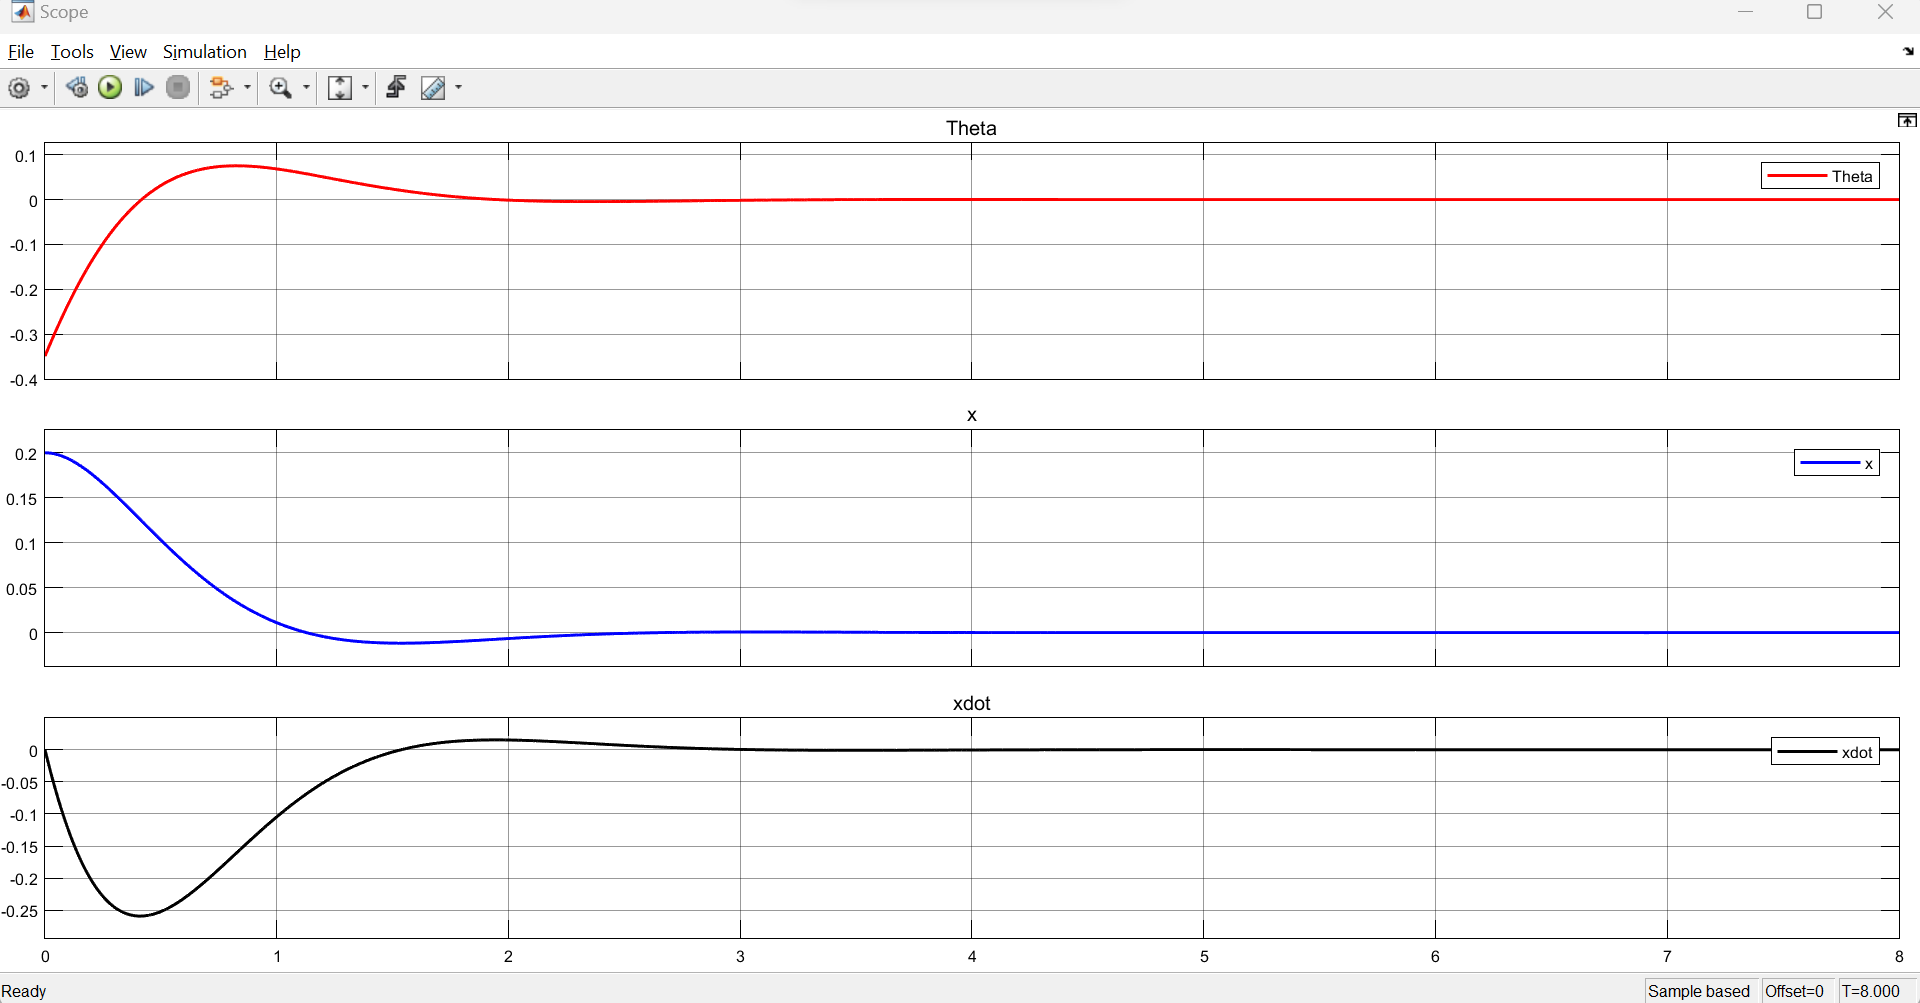 Scope
File Tools View Simulation Help
Theta
0.1
0
-0.1
-0.2
-0.3
-0.4
Theta
x
0.2
0.15
0.1
0.05
0
x
xdot
0
-0.05
-0.1
-0.15
-0.2
-0.25
xdot
0 1 2 3 4 5 6 7 8
Ready
Sample based Offset=0 T=8.000